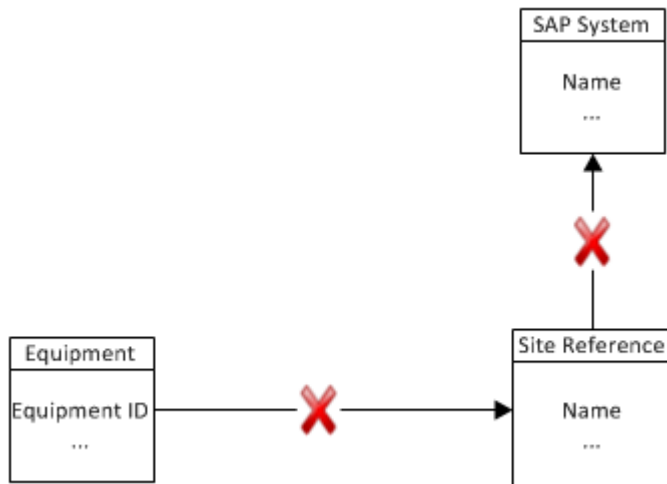 SAP System
Name
...
Equipment
Equipment ID
...
Site Reference
Name
...